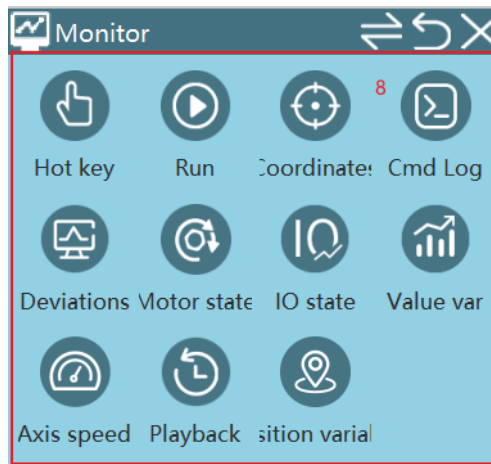 Monitor
8
Hot key Run Coordinates Cmd Log
Deviations Motor state IO state Value var
Axis speed Playback sition varial